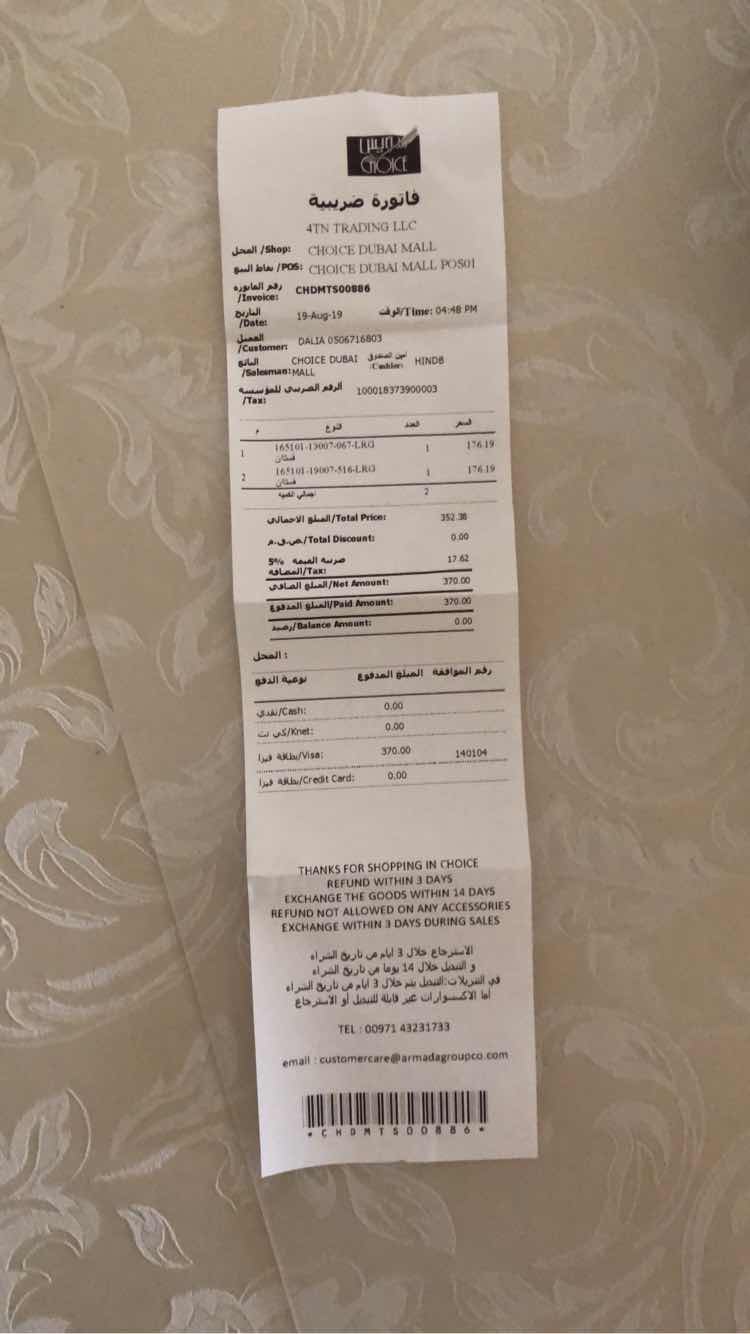 شويس
CHOICE
فاتورة ضريبية
4TN TRADING LLC
المحل /Shop: CHOICE DUBAI MALL
نقاط البيع /POS: CHOICE DUBAI MALL POS01
رقم الفاتورة /Invoice: CHDMTS00886
التاريخ /Date: 19-Aug-19 الوقت/Time: 04:48 PM
العميل /Customer: DALIA 0506716803
البائع /Salesman: CHOICE DUBAI MALL أمين الصندوق /Cashier: HIND8
الرقم الضريبي للمؤسسة /Tax: 100018373900003
م النوع العدد السعر
1 165101-13007-067-LRG 1 176.19
فستان
2 165101-19007-516-LRG 1 176.19
فستان
اجمالي الكمية 2
المبلغ الاجمالي/Total Price: 352.38
ص.ق.م./Total Discount: 0.00
ضريبة القيمة 5%
المضافة/Tax: 17.62
المبلغ الصافي/Net Amount: 370.00
المبلغ المدفوع/Paid Amount: 370.00
رصيد/Balance Amount: 0.00
المحل :
نوعية الدفع المبلغ المدفوع رقم الموافقة
نقدي/Cash: 0.00
كي نت/Knet: 0.00
بطاقة فيزا/Visa: 370.00 140104
بطاقة فيزا/Credit Card: 0.00
THANKS FOR SHOPPING IN CHOICE
REFUND WITHIN 3 DAYS
EXCHANGE THE GOODS WITHIN 14 DAYS
REFUND NOT ALLOWED ON ANY ACCESSORIES
EXCHANGE WITHIN 3 DAYS DURING SALES
الاسترجاع خلال 3 ايام من تاريخ الشراء
و التبديل خلال 14 يوما من تاريخ الشراء
في التنزيلات:التبديل يتم خلال 3 ايام من تاريخ الشراء
أما الاكسسوارات غير قابلة للتبديل أو الاسترجاع
TEL : 00971 43231733
email : customercare@armadagroupco.com
*CHDMTS00886*